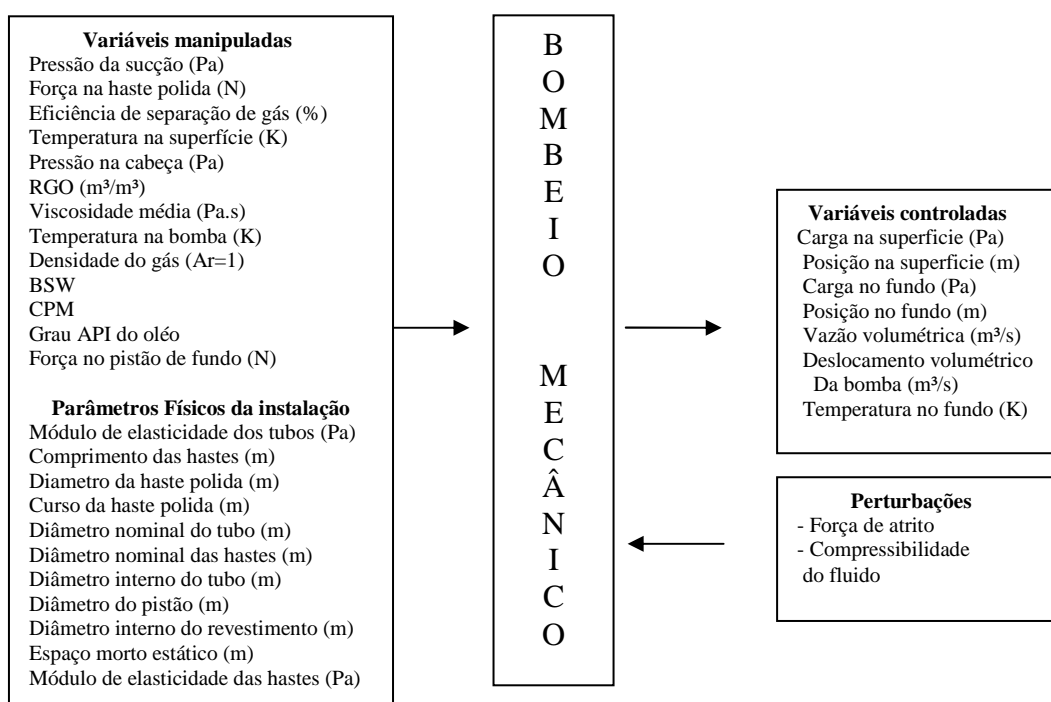 Variáveis manipuladas
Pressão da sucção (Pa)
Força na haste polida (N)
Eficiência de separação de gás (%)
Temperatura na superfície (K)
Pressão na cabeça (Pa)
RGO (m³/m³)
Viscosidade média (Pa.s)
Temperatura na bomba (K)
Densidade do gás (Ar=1)
BSW
CPM
Grau API do oléo
Força no pistão de fundo (N)
Parâmetros Físicos da instalação
Módulo de elasticidade dos tubos (Pa)
Comprimento das hastes (m)
Diametro da haste polida (m)
Curso da haste polida (m)
Diâmetro nominal do tubo (m)
Diâmetro nominal das hastes (m)
Diâmetro interno do tubo (m)
Diâmetro do pistão (m)
Diâmetro interno do revestimento (m)
Espaço morto estático (m)
Módulo de elasticidade das hastes (Pa)
B
O
M
B
E
I
O
M
E
C
Â
N
I
C
O
Variáveis controladas
Carga na superficie (Pa)
Posição na superficie (m)
Carga no fundo (Pa)
Posição no fundo (m)
Vazão volumétrica (m³/s)
Deslocamento volumétrico
Da bomba (m³/s)
Temperatura no fundo (K)
Perturbações
- Força de atrito
- Compressibilidade
do fluido